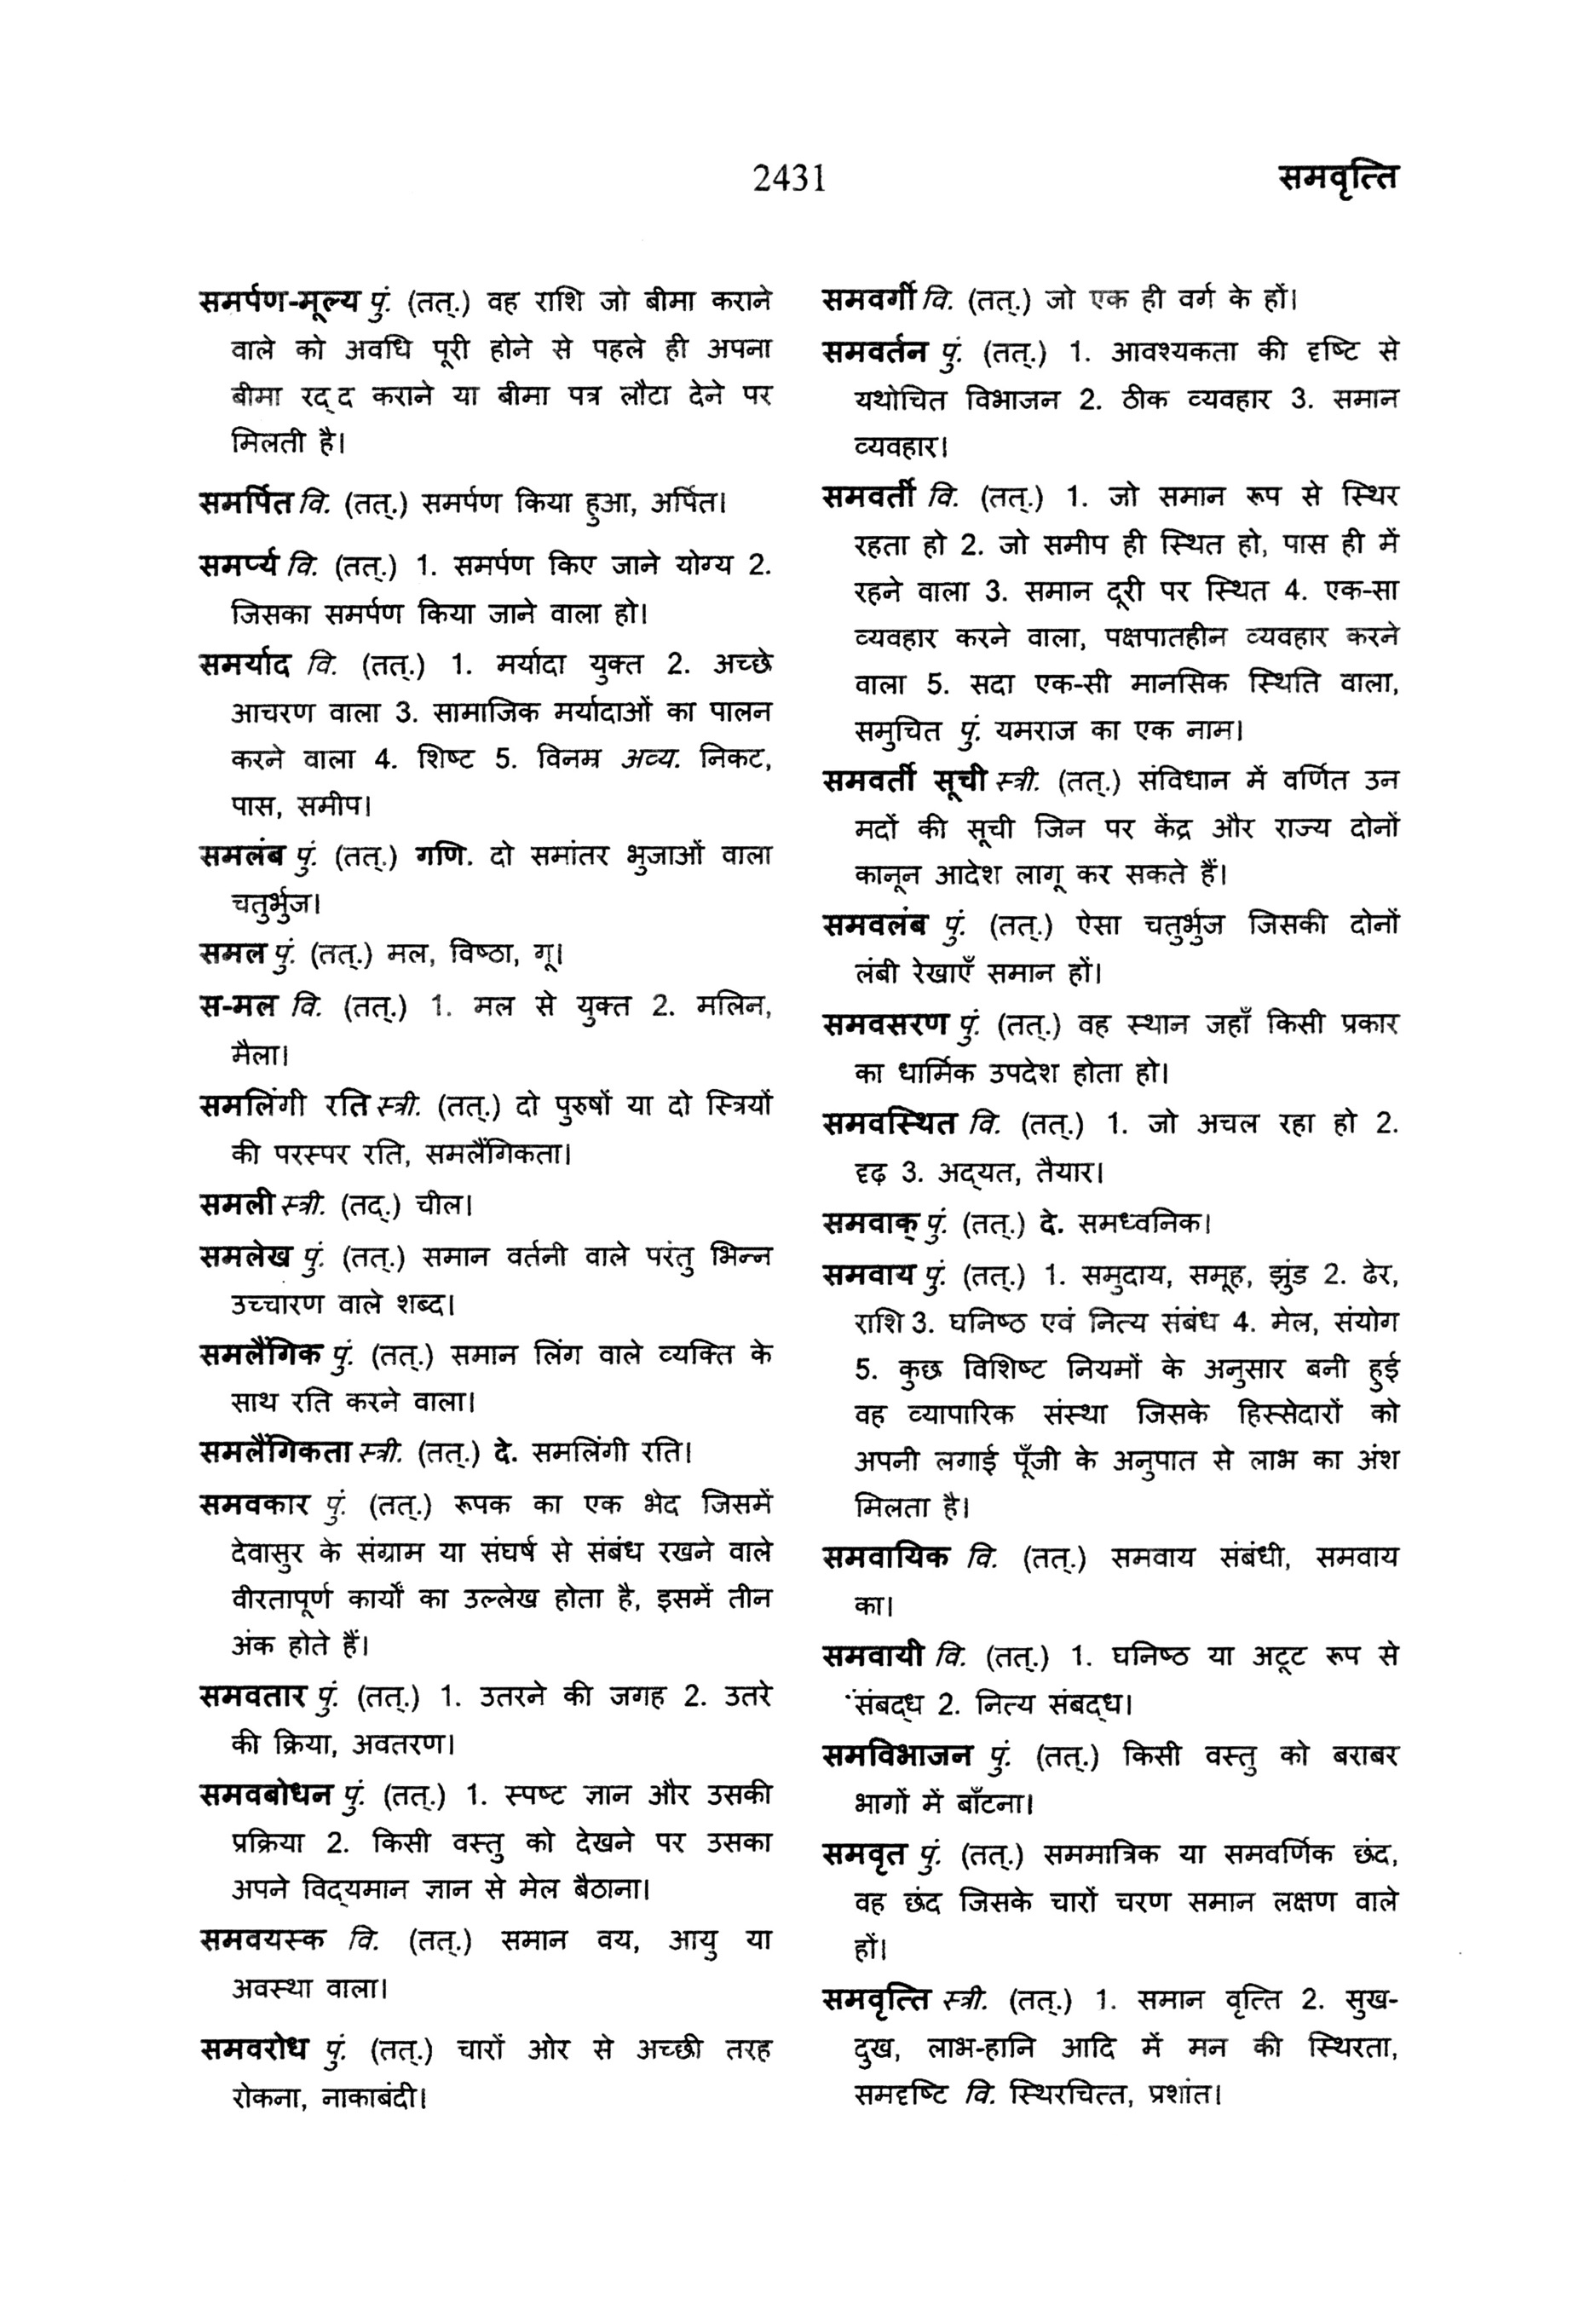 2431
समवृत्ति
समर्पण-मूल्य पुं. (तत्.) वह राशि जो बीमा कराने
वाले को अवधि पूरी होने से पहले ही अपना
बीमा रद्द कराने या बीमा पत्र लौटा देने पर
मिलती है।
समर्पित वि. (तत्.) समर्पण किया हुआ, अर्पित।
समर्प्य वि. (तत्.) 1. समर्पण किए जाने योग्य 2.
जिसका समर्पण किया जाने वाला हो।
समर्याद वि. (तत्.) 1. मर्यादा युक्त 2. अच्छे
आचरण वाला 3. सामाजिक मर्यादाओं का पालन
करने वाला 4. शिष्ट 5. विनम्र अव्य. निकट,
पास, समीप।
समलंब पुं. (तत्.) गणि. दो समांतर भुजाओं वाला
चतुर्भुज।
समल पुं. (तत्.) मल, विष्ठा, गू।
स-मल वि. (तत्.) 1. मल से युक्त 2. मलिन,
मैला।
समलिंगी रति स्त्री. (तत्.) दो पुरुषों या दो स्त्रियों
की परस्पर रति, समलैंगिकता।
समली स्त्री. (तद्.) चील।
समलेख पुं. (तत्.) समान वर्तनी वाले परंतु भिन्न
उच्चारण वाले शब्द।
समलैंगिक पुं. (तत्.) समान लिंग वाले व्यक्ति के
साथ रति करने वाला।
समलैंगिकता स्त्री. (तत्.) दे. समलिंगी रति।
समवकार पुं. (तत्.) रूपक का एक भेद जिसमें
देवासुर के संग्राम या संघर्ष से संबंध रखने वाले
वीरतापूर्ण कार्यों का उल्लेख होता है, इसमें तीन
अंक होते हैं।
समवतार पुं. (तत्.) 1. उतरने की जगह 2. उतरे
की क्रिया, अवतरण।
समवबोधन पुं. (तत्.) 1. स्पष्ट ज्ञान और उसकी
प्रक्रिया 2. किसी वस्तु को देखने पर उसका
अपने विद्यमान ज्ञान से मेल बैठाना।
समवयस्क वि. (तत्.) समान वय, आयु या
अवस्था वाला।
समवरोध पुं. (तत्.) चारों ओर से अच्छी तरह
रोकना, नाकाबंदी।
समवर्गी वि. (तत्.) जो एक ही वर्ग के हों।
समवर्तन पुं. (तत्.) 1. आवश्यकता की दृष्टि से
यथोचित विभाजन 2. ठीक व्यवहार 3. समान
व्यवहार।
समवर्ती वि. (तत्.) 1. जो समान रूप से स्थिर
रहता हो 2. जो समीप ही स्थित हो, पास ही में
रहने वाला 3. समान दूरी पर स्थित 4. एक-सा
व्यवहार करने वाला, पक्षपातहीन व्यवहार करने
वाला 5. सदा एक-सी मानसिक स्थिति वाला,
समुचित पुं. यमराज का एक नाम।
समवर्ती सूची स्त्री. (तत्.) संविधान में वर्णित उन
मदों की सूची जिन पर केंद्र और राज्य दोनों
कानून आदेश लागू कर सकते हैं।
समवलंब पुं. (तत्.) ऐसा चतुर्भुज जिसकी दोनों
लंबी रेखाएँ समान हों।
समवसरण पुं. (तत्.) वह स्थान जहाँ किसी प्रकार
का धार्मिक उपदेश होता हो।
समवस्थित वि. (तत्.) 1. जो अचल रहा हो 2.
दृढ़ 3. अद्यत, तैयार।
समवाक् पुं. (तत्.) दे. समध्वनिक।
समवाय पुं. (तत्.) 1. समुदाय, समूह, झुंड 2. ढेर,
राशि 3. घनिष्ठ एवं नित्य संबंध 4. मेल, संयोग
5. कुछ विशिष्ट नियमों के अनुसार बनी हुई
वह व्यापारिक संस्था जिसके हिस्सेदारों को
अपनी लगाई पूँजी के अनुपात से लाभ का अंश
मिलता है।
समवायिक वि. (तत्.) समवाय संबंधी, समवाय
का।
समवायी वि. (तत्.) 1. घनिष्ठ या अटूट रूप से
संबद्ध 2. नित्य संबद्ध।
समविभाजन पुं. (तत्.) किसी वस्तु को बराबर
भागों में बाँटना।
समवृत पुं. (तत्.) सममात्रिक या समवर्णिक छंद,
वह छंद जिसके चारों चरण समान लक्षण वाले
हों।
समवृत्ति स्त्री. (तत्.) 1. समान वृत्ति 2. सुख-
दुख, लाभ-हानि आदि में मन की स्थिरता,
समदृष्टि वि. स्थिरचित्त, प्रशांत।